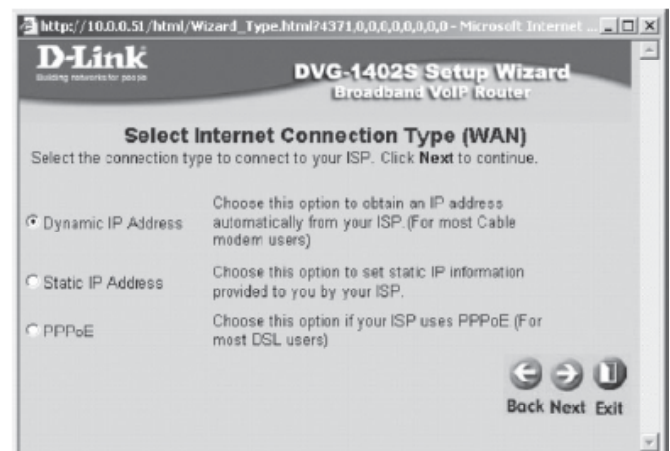 http://10.0.0.51/html/Wizard_Type.html?4371,0,0,0,0,0,0,0 - Microsoft Internet ...
D-Link
Building networks for people
DVG-1402S Setup Wizard
Broadband VoIP Router
Select Internet Connection Type (WAN)
Select the connection type to connect to your ISP. Click Next to continue.
Dynamic IP Address
Choose this option to obtain an IP address
automatically from your ISP.(For most Cable
modem users)
Static IP Address
Choose this option to set static IP information
provided to you by your ISP.
PPPoE
Choose this option if your ISP uses PPPoE (For
most DSL users)
Back Next Exit